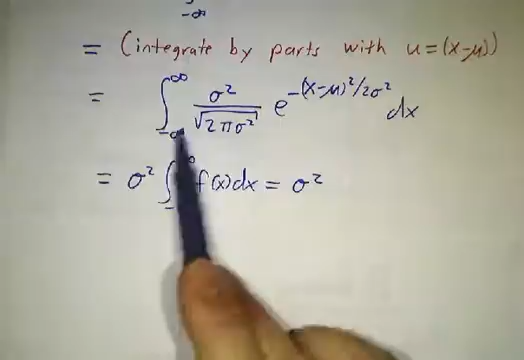 -∞
= (integrate by parts with u=(x-μ))
= ∫_{-∞}^{∞} σ²/√(2πσ²) e^{-(x-μ)²/2σ²} dx
= σ² ∫ f(x)dx = σ²